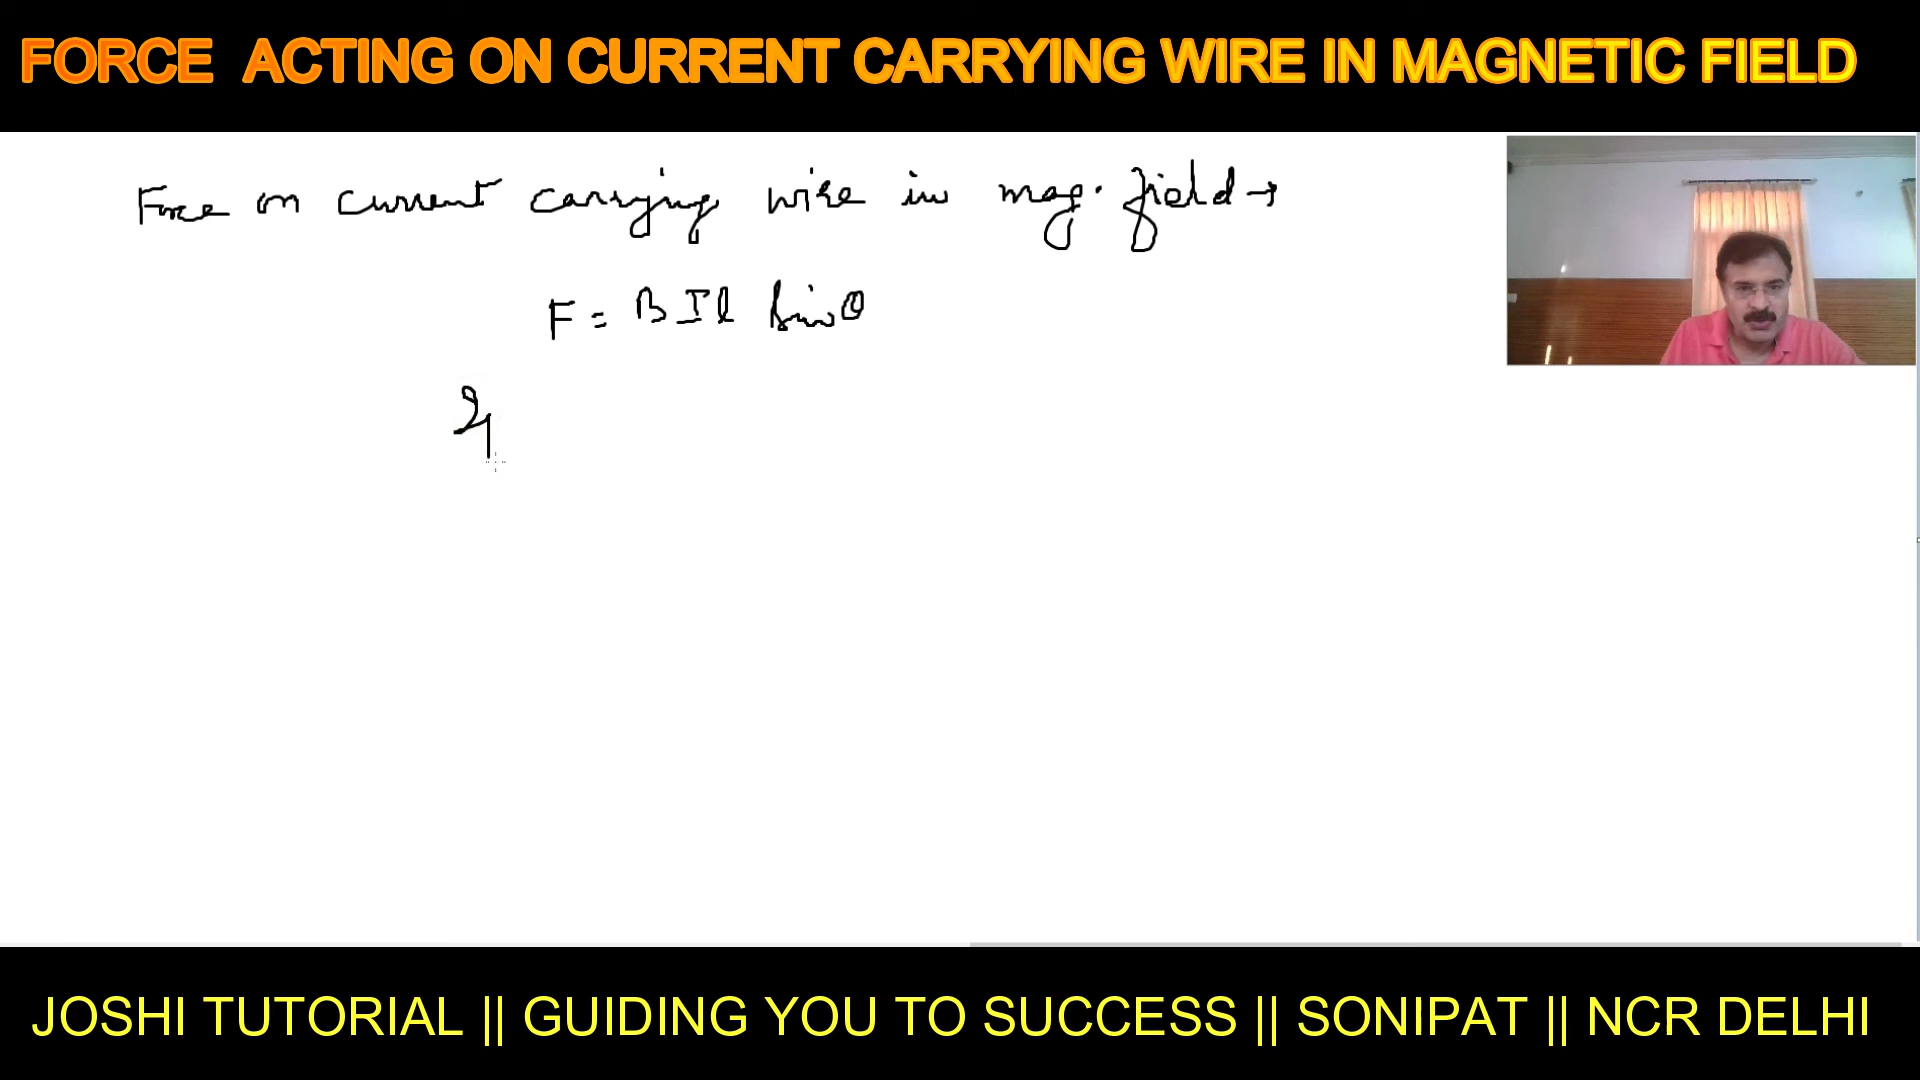 FORCE ACTING ON CURRENT CARRYING WIRE IN MAGNETIC FIELD
Force on current carrying wire in mag. field →
F = BIl sinθ
JOSHI TUTORIAL || GUIDING YOU TO SUCCESS || SONIPAT || NCR DELHI